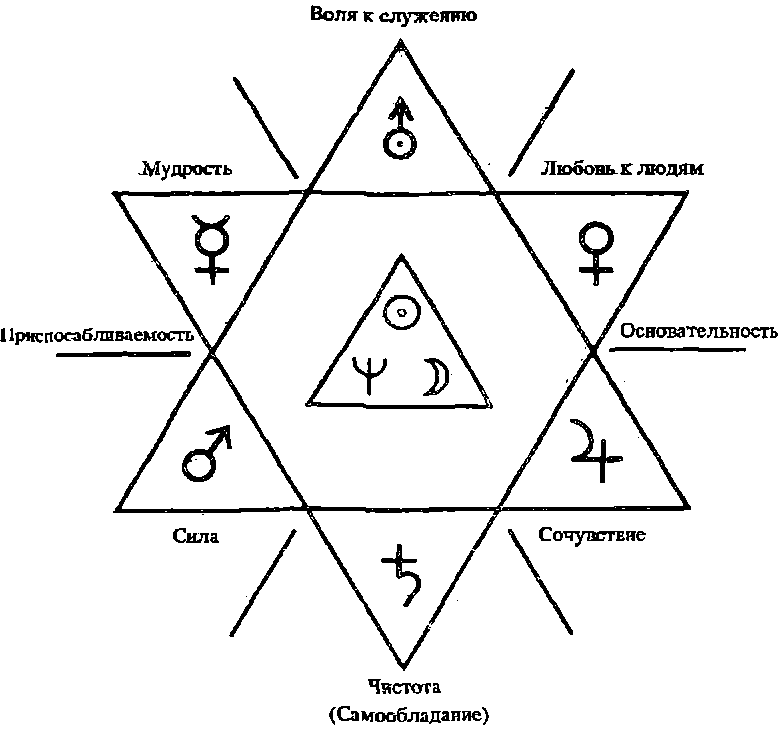 Воля к служению
Мудрость
Любовь к людям
Приспосабливаемость
Основательность
Сила
Сочувствие
Чистота
(Самообладание)